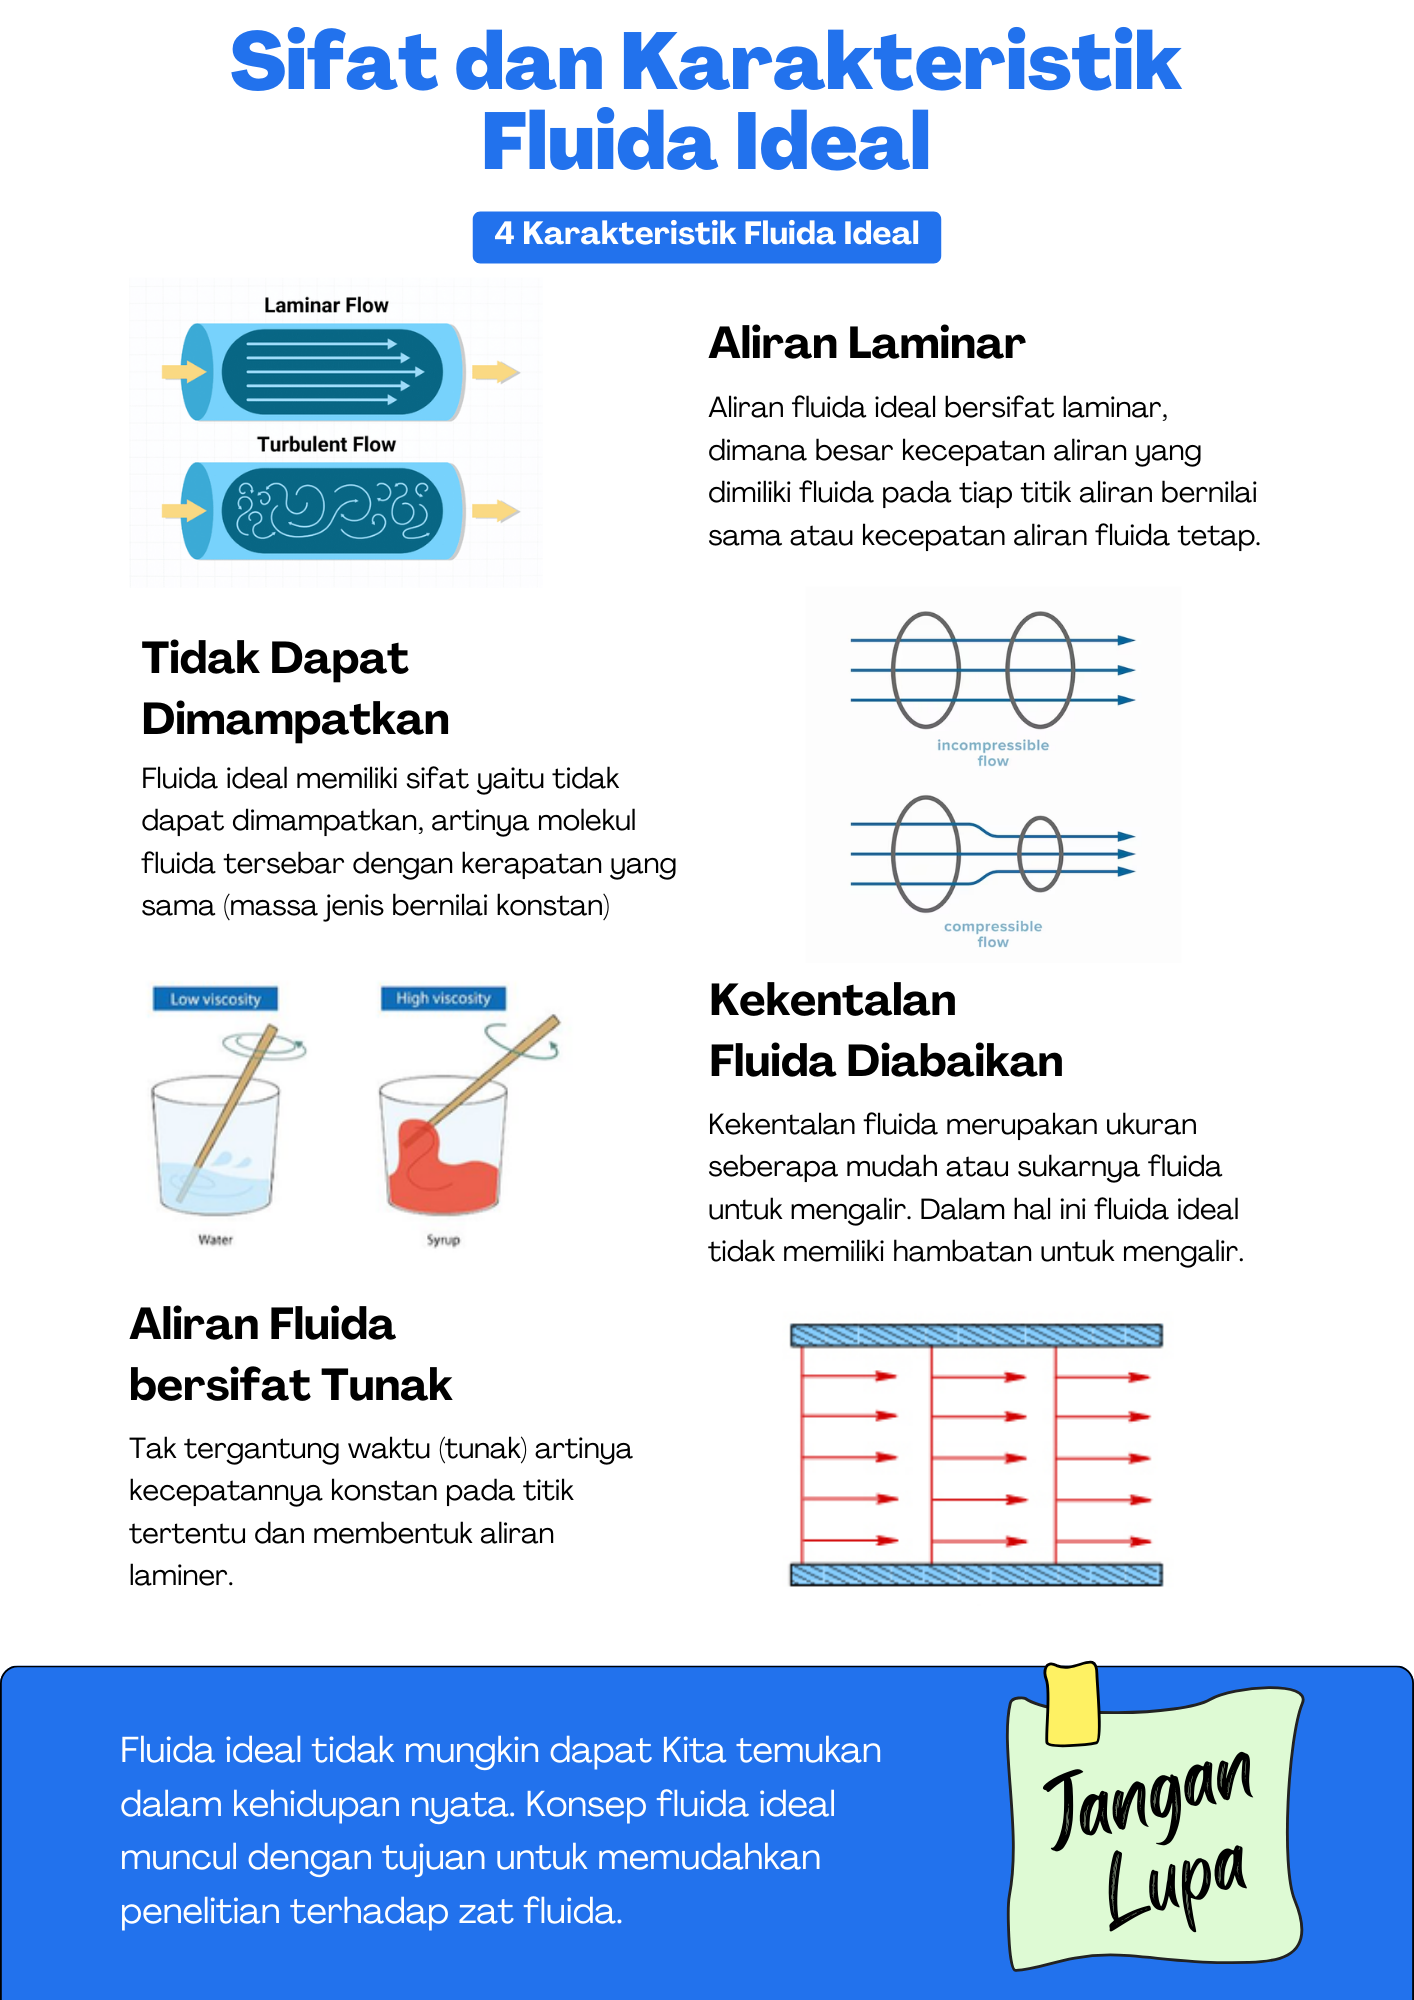 Sifat dan Karakteristik
Fluida Ideal
4 Karakteristik Fluida Ideal
Laminar Flow
Turbulent Flow
Aliran Laminar
Aliran fluida ideal bersifat laminar,
dimana besar kecepatan aliran yang
dimiliki fluida pada tiap titik aliran bernilai
sama atau kecepatan aliran fluida tetap.
Tidak Dapat
Dimampatkan
Fluida ideal memiliki sifat yaitu tidak
dapat dimampatkan, artinya molekul
fluida tersebar dengan kerapatan yang
sama (massa jenis bernilai konstan)
incompressible
flow
compressible
flow
Low viscosity
High viscosity
Water
Syrup
Kekentalan
Fluida Diabaikan
Kekentalan fluida merupakan ukuran
seberapa mudah atau sukarnya fluida
untuk mengalir. Dalam hal ini fluida ideal
tidak memiliki hambatan untuk mengalir.
Aliran Fluida
bersifat Tunak
Tak tergantung waktu (tunak) artinya
kecepatannya konstan pada titik
tertentu dan membentuk aliran
laminer.
Fluida ideal tidak mungkin dapat Kita temukan
dalam kehidupan nyata. Konsep fluida ideal
muncul dengan tujuan untuk memudahkan
penelitian terhadap zat fluida.
Jangan
Lupa